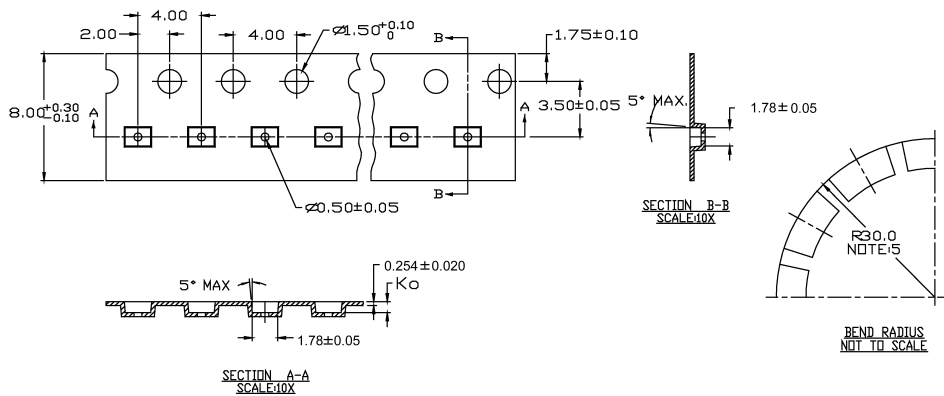 4.00
2.00
4.00
⌀1.50+0.10 0
B
1.75±0.10
8.00+0.30 -0.10
A
A
3.50±0.05
5° MAX.
1.78±0.05
B
⌀0.50±0.05
SECTION B-B
SCALE:10X
R30.0
NOTE:5
0.254±0.020
5° MAX
Ko
1.78±0.05
BEND RADIUS
NOT TO SCALE
SECTION A-A
SCALE:10X